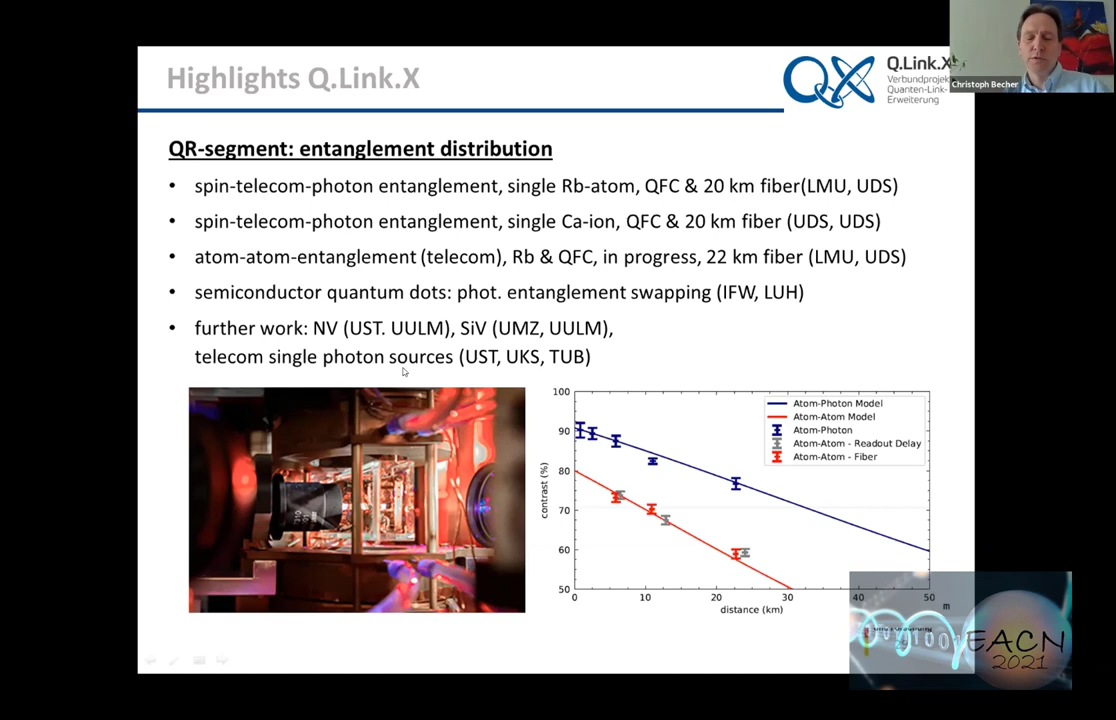 Highlights Q.Link.X
QX
Q.Link.X
Verbundprojekt
Quanten-Link-
Erweiterung
Christoph Becher
QR-segment: entanglement distribution
• spin-telecom-photon entanglement, single Rb-atom, QFC & 20 km fiber(LMU, UDS)
• spin-telecom-photon entanglement, single Ca-ion, QFC & 20 km fiber (UDS, UDS)
• atom-atom-entanglement (telecom), Rb & QFC, in progress, 22 km fiber (LMU, UDS)
• semiconductor quantum dots: phot. entanglement swapping (IFW, LUH)
• further work: NV (UST. UULM), SiV (UMZ, UULM),
telecom single photon sources (UST, UKS, TUB)
100
90
80
70
60
50
contrast (%)
Atom-Photon Model
Atom-Atom Model
Atom-Photon
Atom-Atom - Readout Delay
Atom-Atom - Fiber
0 10 20 30 40 50
distance (km)
m
EACN
2021